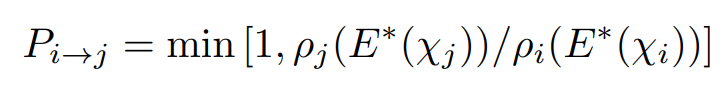 P_{i→j} = min [1, ρ_j(E*(χ_j))/ρ_i(E*(χ_i))]